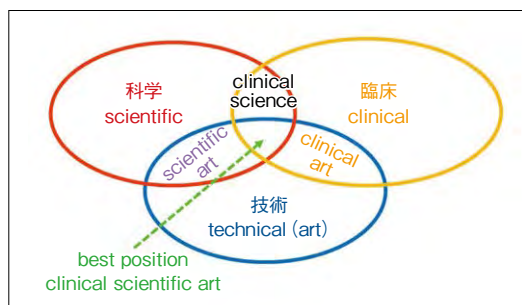 科学
scientific
clinical
science
臨床
clinical
scientific
art
clinical
art
技術
technical（art）
best position
clinical scientific art